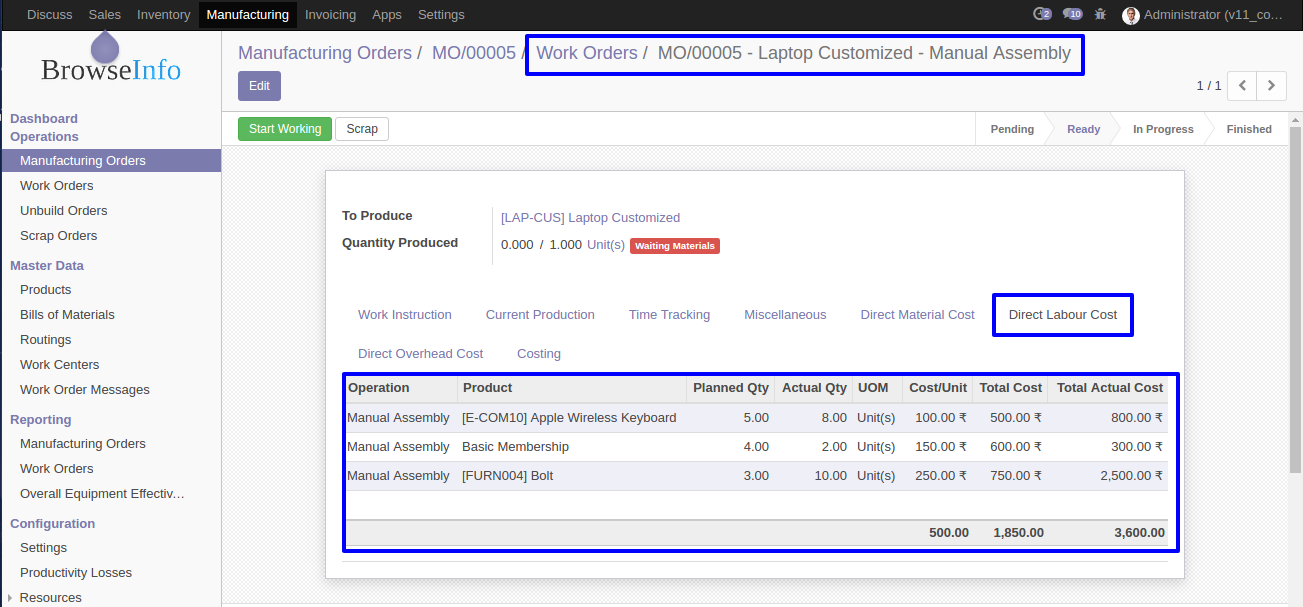 Discuss Sales Inventory Manufacturing Invoicing Apps Settings 2 10 Administrator (v11_co...
BrowseInfo
Manufacturing Orders / MO/00005 / Work Orders / MO/00005 - Laptop Customized - Manual Assembly
Edit
1 / 1
Start Working Scrap
Pending Ready In Progress Finished
Dashboard
Operations
Manufacturing Orders
Work Orders
Unbuild Orders
Scrap Orders
Master Data
Products
Bills of Materials
Routings
Work Centers
Work Order Messages
Reporting
Manufacturing Orders
Work Orders
Overall Equipment Effectiv...
Configuration
Settings
Productivity Losses
Resources
To Produce [LAP-CUS] Laptop Customized
Quantity Produced 0.000 / 1.000 Unit(s) Waiting Materials
Work Instruction Current Production Time Tracking Miscellaneous Direct Material Cost Direct Labour Cost
Direct Overhead Cost Costing
Operation Product Planned Qty Actual Qty UOM Cost/Unit Total Cost Total Actual Cost
Manual Assembly [E-COM10] Apple Wireless Keyboard 5.00 8.00 Unit(s) 100.00 ₹ 500.00 ₹ 800.00 ₹
Manual Assembly Basic Membership 4.00 2.00 Unit(s) 150.00 ₹ 600.00 ₹ 300.00 ₹
Manual Assembly [FURN004] Bolt 3.00 10.00 Unit(s) 250.00 ₹ 750.00 ₹ 2,500.00 ₹
500.00 1,850.00 3,600.00